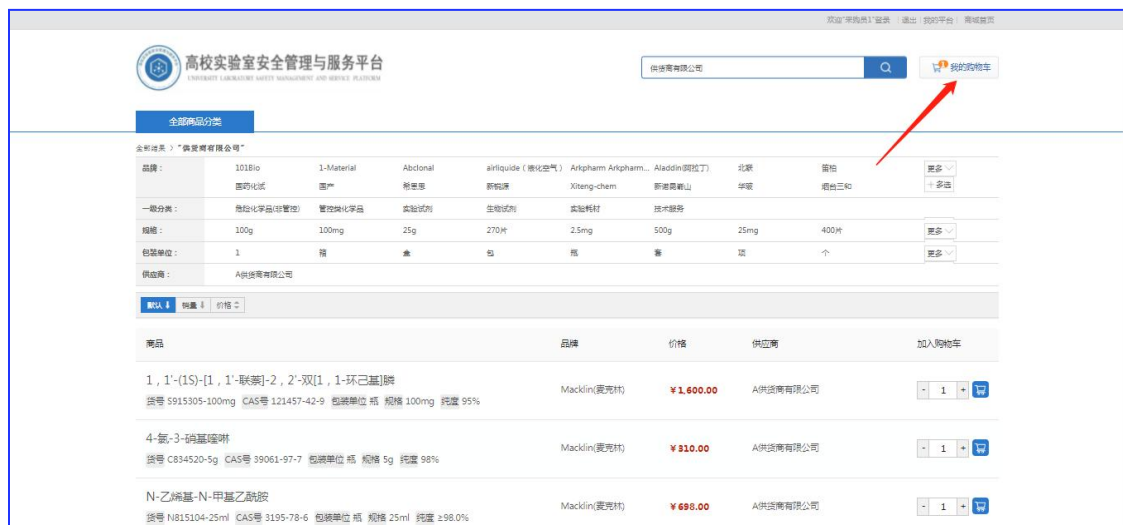 欢迎"采购员1"登录 | 退出 | 我的平台 | 商城首页
高校实验室安全管理与服务平台
UNIVERSITY LABORATORY SAFETY MANAGEMENT AND SERVICE PLATFORM
供货商有限公司
1 我的购物车
全部商品分类
全部结果 > "供货商有限公司"
品牌： 101Bio 1-Material Abclonal airliquide（液化空气） Arkpharm Arkpharm... Aladdin(阿拉丁) 北联 笛柏 更多
国药化试 国产 希恩思 新锐源 Xiteng-chem 新诺晨巅山 华玻 烟台三和 +多选
一级分类： 危险化学品(非管控) 管控类化学品 实验试剂 生物试剂 实验耗材 技术服务
规格： 100g 100mg 25g 270片 2.5mg 500g 25mg 400片 更多
包装单位： 1 箱 盒 包 瓶 套 项 个 更多
供应商： A供货商有限公司
默认 销量 价格
商品 品牌 价格 供应商 加入购物车
1，1'-(1S)-[1，1'-联萘]-2，2'-双[1，1-环己基]膦
货号 S915305-100mg CAS号 121457-42-9 包装单位 瓶 规格 100mg 纯度 95%
Macklin(麦克林) ￥1,600.00 A供货商有限公司 - 1 +
4-氯-3-硝基喹啉
货号 C834520-5g CAS号 39061-97-7 包装单位 瓶 规格 5g 纯度 98%
Macklin(麦克林) ￥310.00 A供货商有限公司 - 1 +
N-乙烯基-N-甲基乙酰胺
货号 N815104-25ml CAS号 3195-78-6 包装单位 瓶 规格 25ml 纯度 ≥98.0%
Macklin(麦克林) ￥698.00 A供货商有限公司 - 1 +